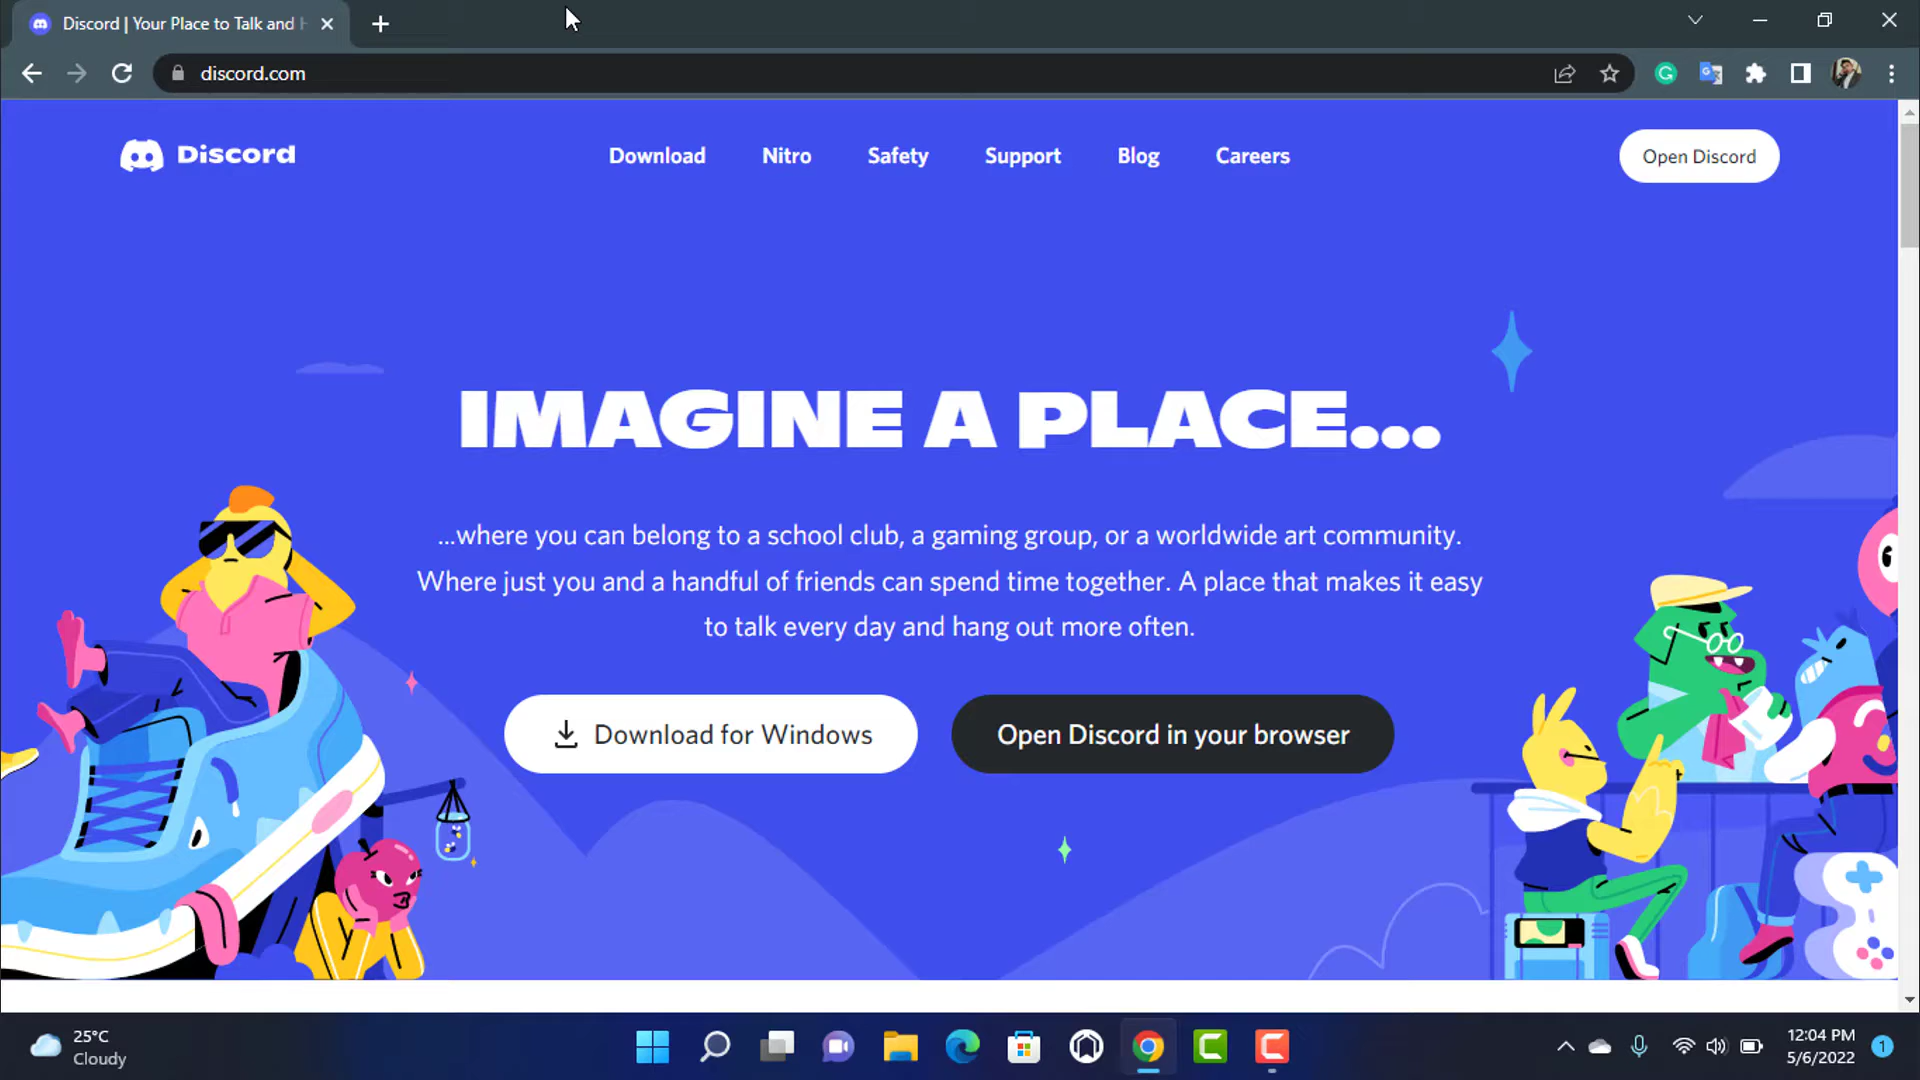 Discord | Your Place to Talk and H
discord.com
Discord
Download
Nitro
Safety
Support
Blog
Careers
Open Discord
IMAGINE A PLACE...
...where you can belong to a school club, a gaming group, or a worldwide art community.
Where just you and a handful of friends can spend time together. A place that makes it easy
to talk every day and hang out more often.
Download for Windows
Open Discord in your browser
25°C
Cloudy
12:04 PM
5/6/2022
1